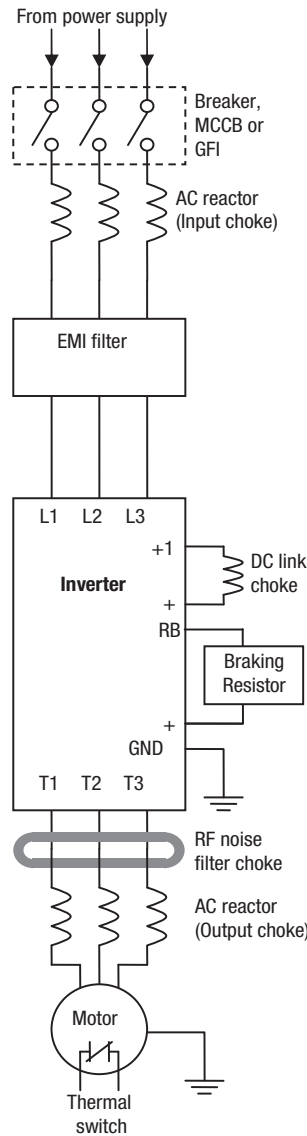 From power supply
Breaker,
MCCB or
GFI
AC reactor
(Input choke)
EMI filter
L1 L2 L3
+1
Inverter
DC link
choke
+
RB
Braking
Resistor
+
GND
T1 T2 T3
RF noise
filter choke
AC reactor
(Output choke)
Motor
Thermal
switch